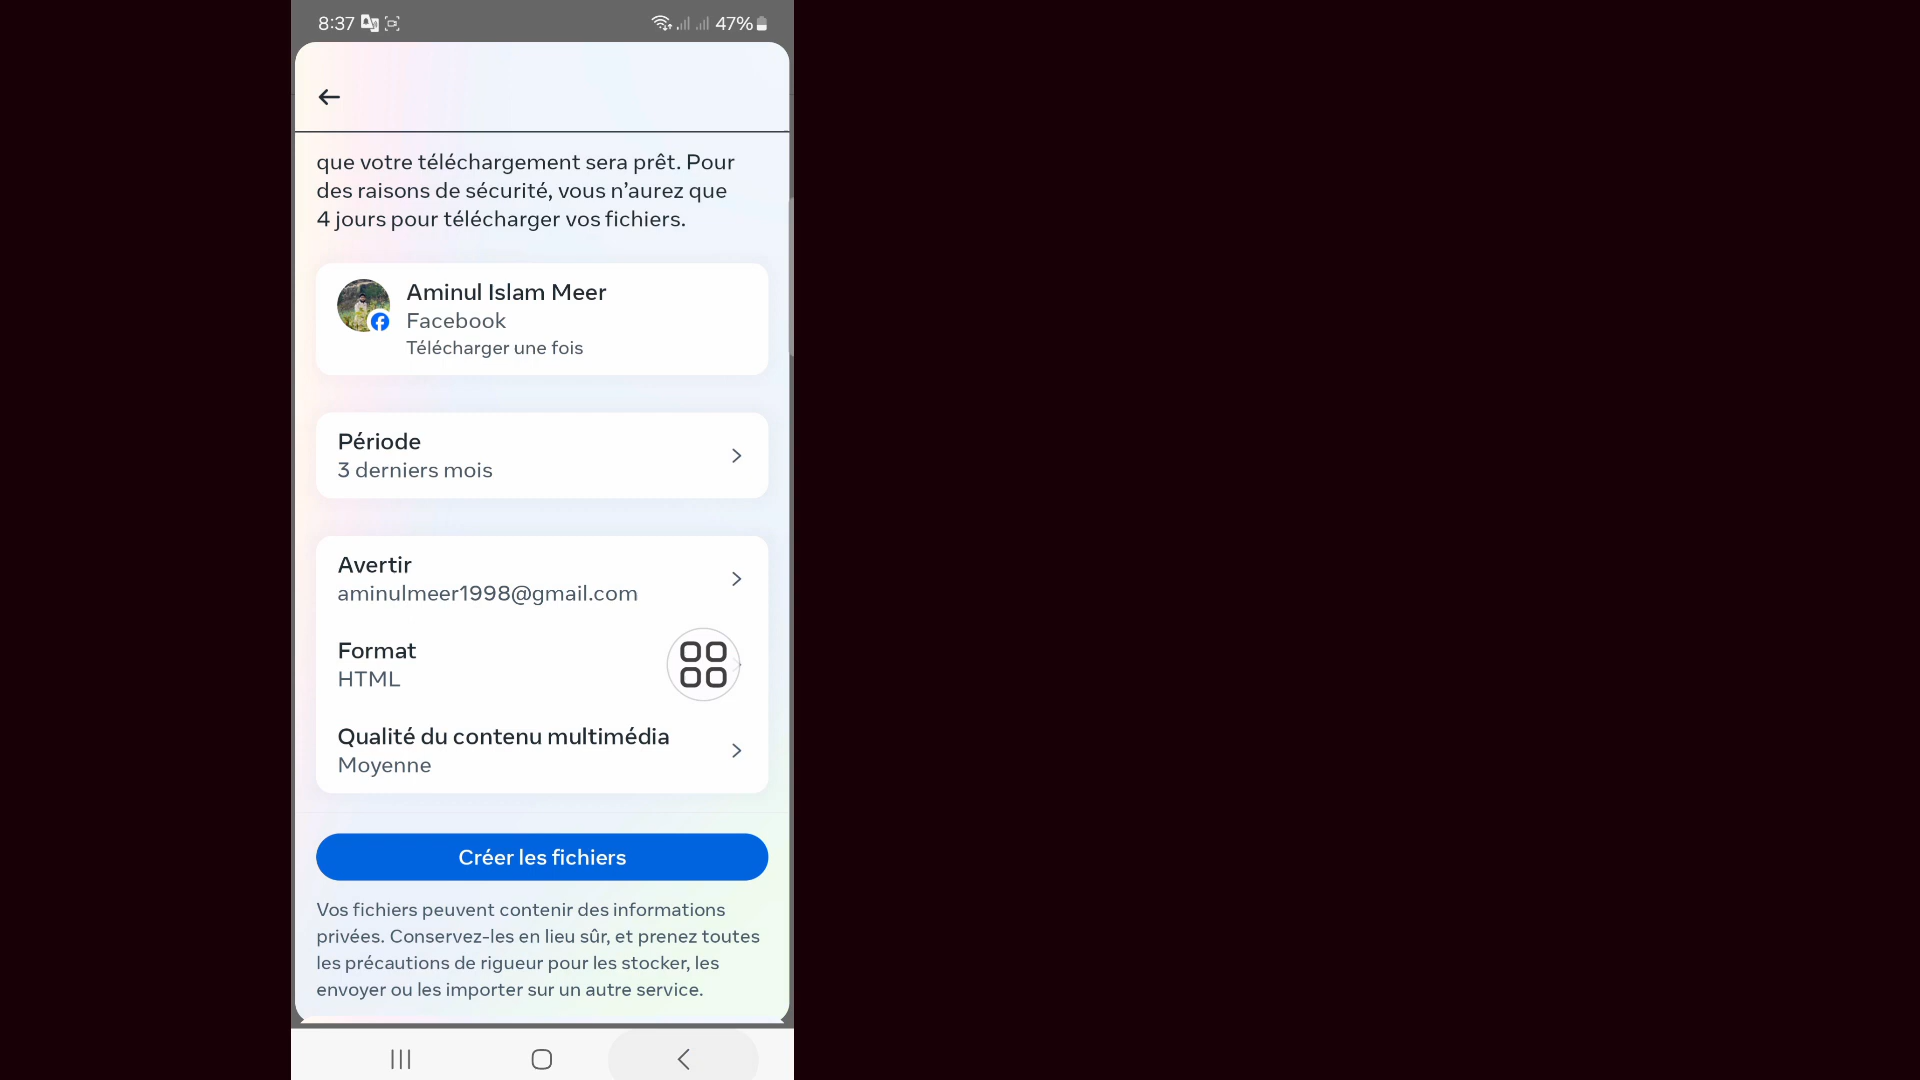 8:37
47%
que votre téléchargement sera prêt. Pour
des raisons de sécurité, vous n’aurez que
4 jours pour télécharger vos fichiers.
Aminul Islam Meer
Facebook
Télécharger une fois
Période
3 derniers mois
Avertir
aminulmeer1998@gmail.com
Format
HTML
Qualité du contenu multimédia
Moyenne
Créer les fichiers
Vos fichiers peuvent contenir des informations
privées. Conservez-les en lieu sûr, et prenez toutes
les précautions de rigueur pour les stocker, les
envoyer ou les importer sur un autre service.